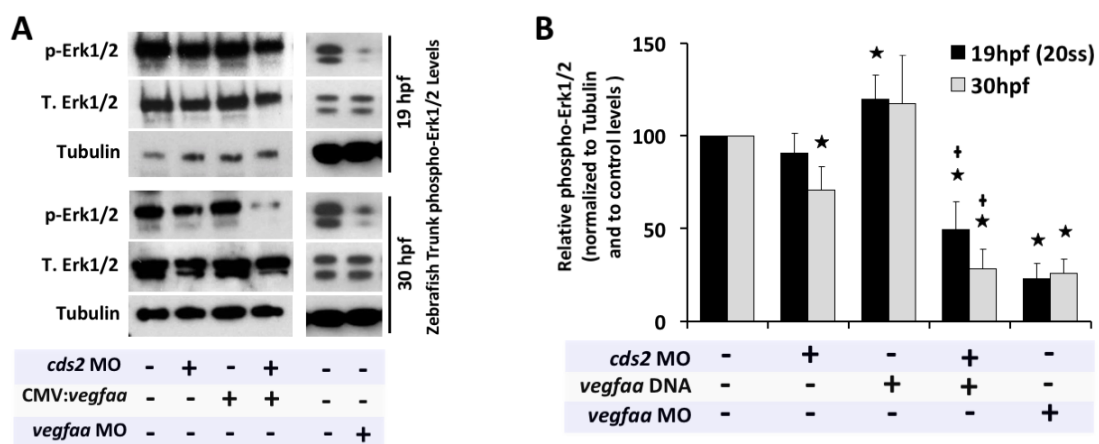 A
p-Erk1/2
T. Erk1/2
Tubulin
19 hpf
p-Erk1/2
T. Erk1/2
Tubulin
30 hpf
Zebrafish Trunk phospho-Erk1/2 Levels
cds2 MO - + - + - -
CMV:vegfaa - - + + - -
vegfaa MO - - - - - +
B
Relative phospho-Erk1/2
(normalized to Tubulin
and to control levels )
150
100
50
0
19hpf (20ss)
30hpf
★
★
ⱡ
★
ⱡ
★
★
★
cds2 MO - + - + -
vegfaa DNA - - + + -
vegfaa MO - - - - +